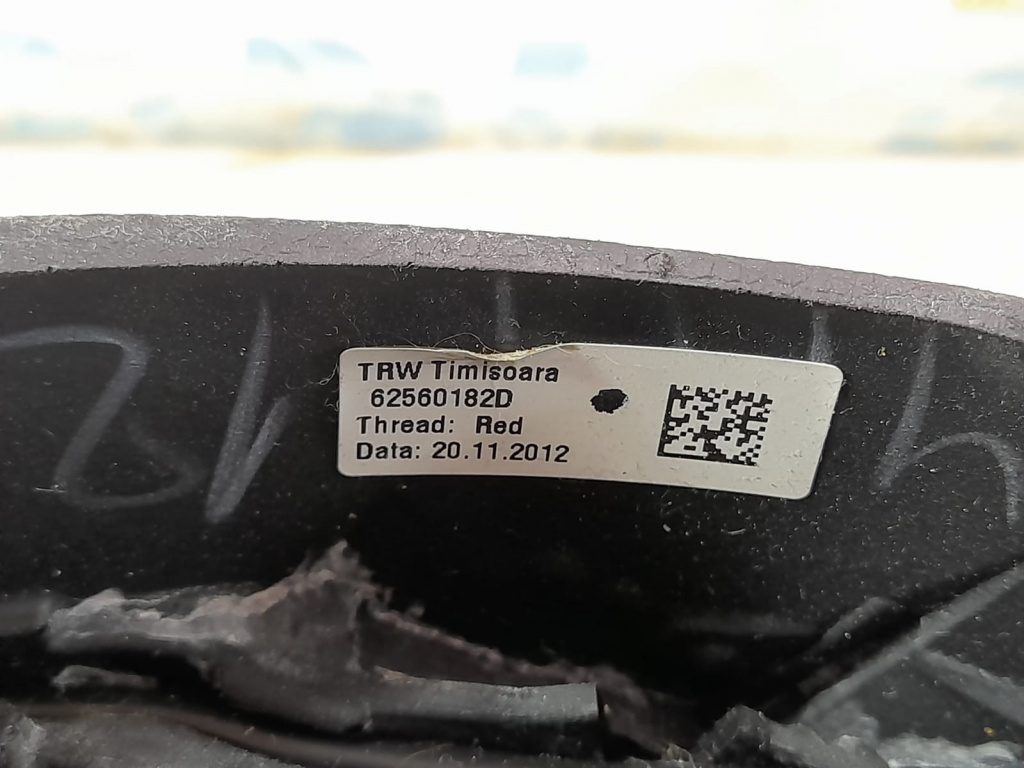 TRW Timisoara
62560182D
Thread: Red
Data: 20.11.2012